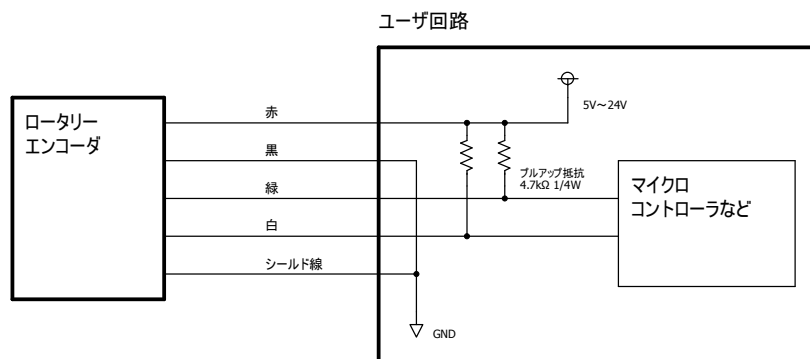 ユーザ回路
ロータリー
エンコーダ
赤
黒
緑
白
シールド線
5V～24V
プルアップ抵抗
4.7kΩ 1/4W
マイクロ
コントローラなど
GND